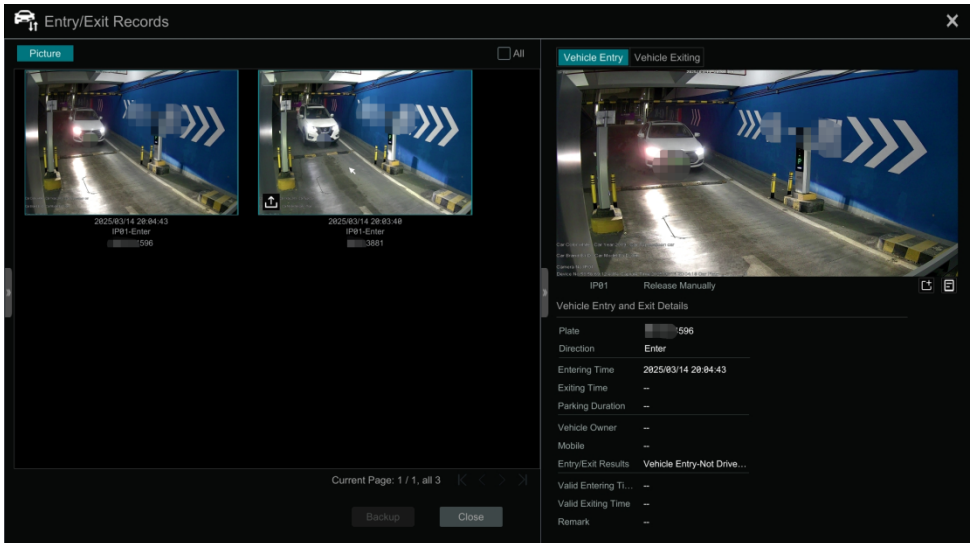 Entry/Exit Records
Picture
All
2025/03/14 20:04:43
IP01-Enter
596
2025/03/14 20:03:40
IP01-Enter
3881
Current Page: 1 / 1, all 3
Backup
Close
Vehicle Entry
Vehicle Exiting
IP01 Release Manually
Vehicle Entry and Exit Details
Plate 596
Direction Enter
Entering Time 2025/03/14 20:04:43
Exiting Time --
Parking Duration --
Vehicle Owner --
Mobile --
Entry/Exit Results Vehicle Entry-Not Drive...
Valid Entering Ti... --
Valid Exiting Time --
Remark --